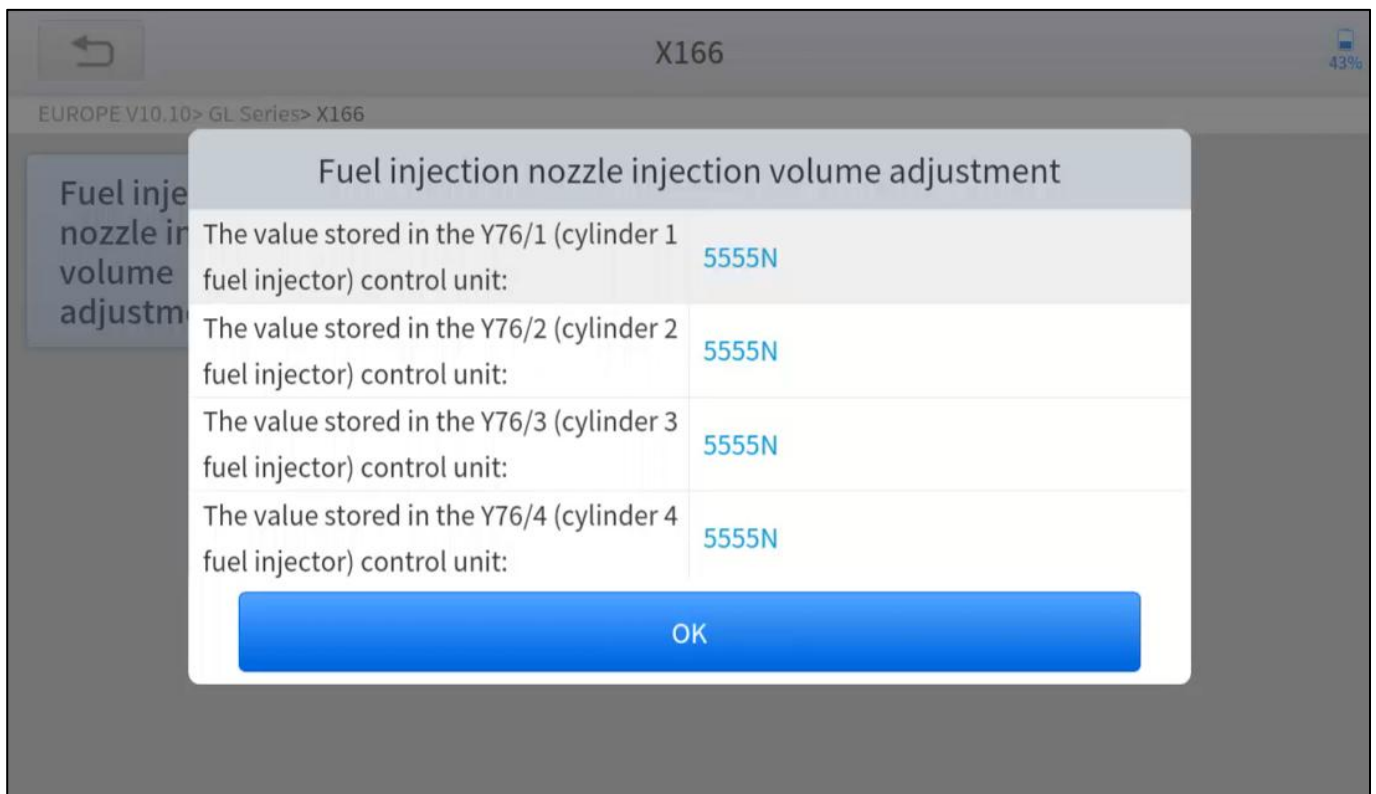 X166
43%
EUROPE V10.10> GL Series> X166
Fuel injection nozzle injection volume adjustment
Fuel inje
nozzle in
volume
adjustm
The value stored in the Y76/1 (cylinder 1
fuel injector) control unit:
5555N
The value stored in the Y76/2 (cylinder 2
fuel injector) control unit:
5555N
The value stored in the Y76/3 (cylinder 3
fuel injector) control unit:
5555N
The value stored in the Y76/4 (cylinder 4
fuel injector) control unit:
5555N
OK